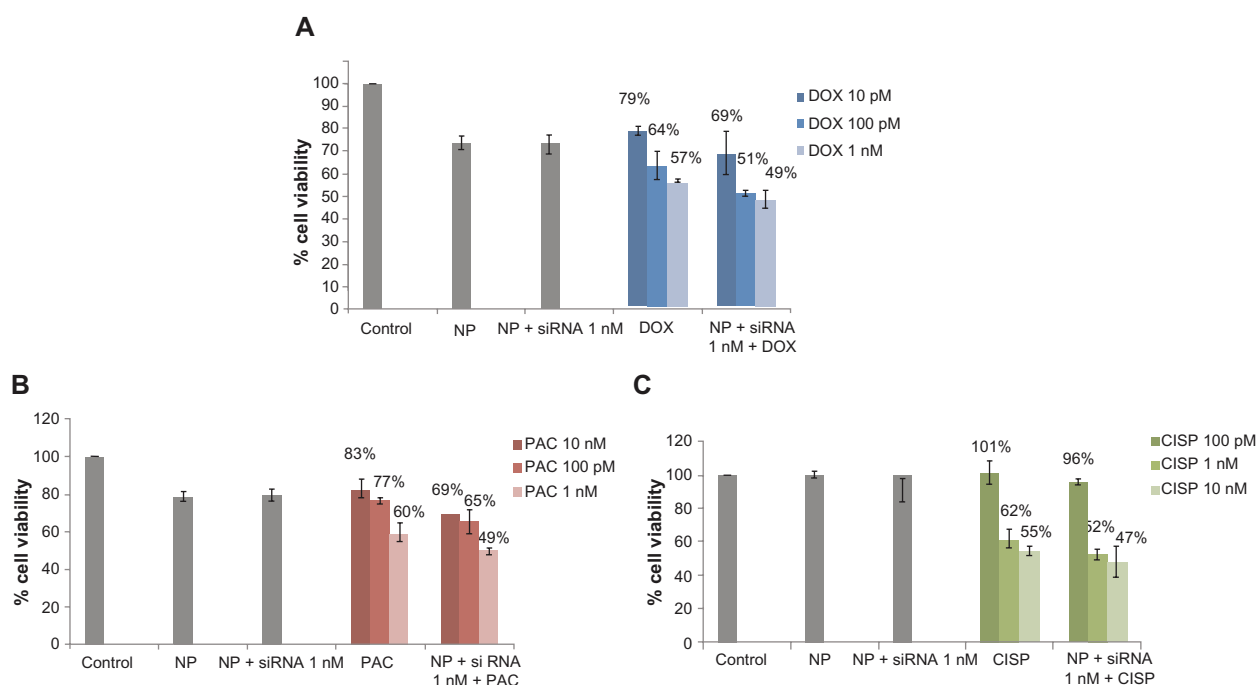 A
% cell viability
100
90
80
70
60
50
40
30
20
10
0
79%
64%
57%
69%
51%
49%
DOX 10 pM
DOX 100 pM
DOX 1 nM
Control
NP
NP + siRNA 1 nM
DOX
NP + siRNA
1 nM + DOX
B
% cell viability
120
100
80
60
40
20
0
83%
77%
60%
69%
65%
49%
PAC 10 nM
PAC 100 pM
PAC 1 nM
Control
NP
NP + siRNA 1 nM
PAC
NP + si RNA
1 nM + PAC
C
% cell viability
120
100
80
60
40
20
0
101%
62%
55%
96%
52%
47%
CISP 100 pM
CISP 1 nM
CISP 10 nM
Control
NP
NP + siRNA 1 nM
CISP
NP + siRNA
1 nM + CISP